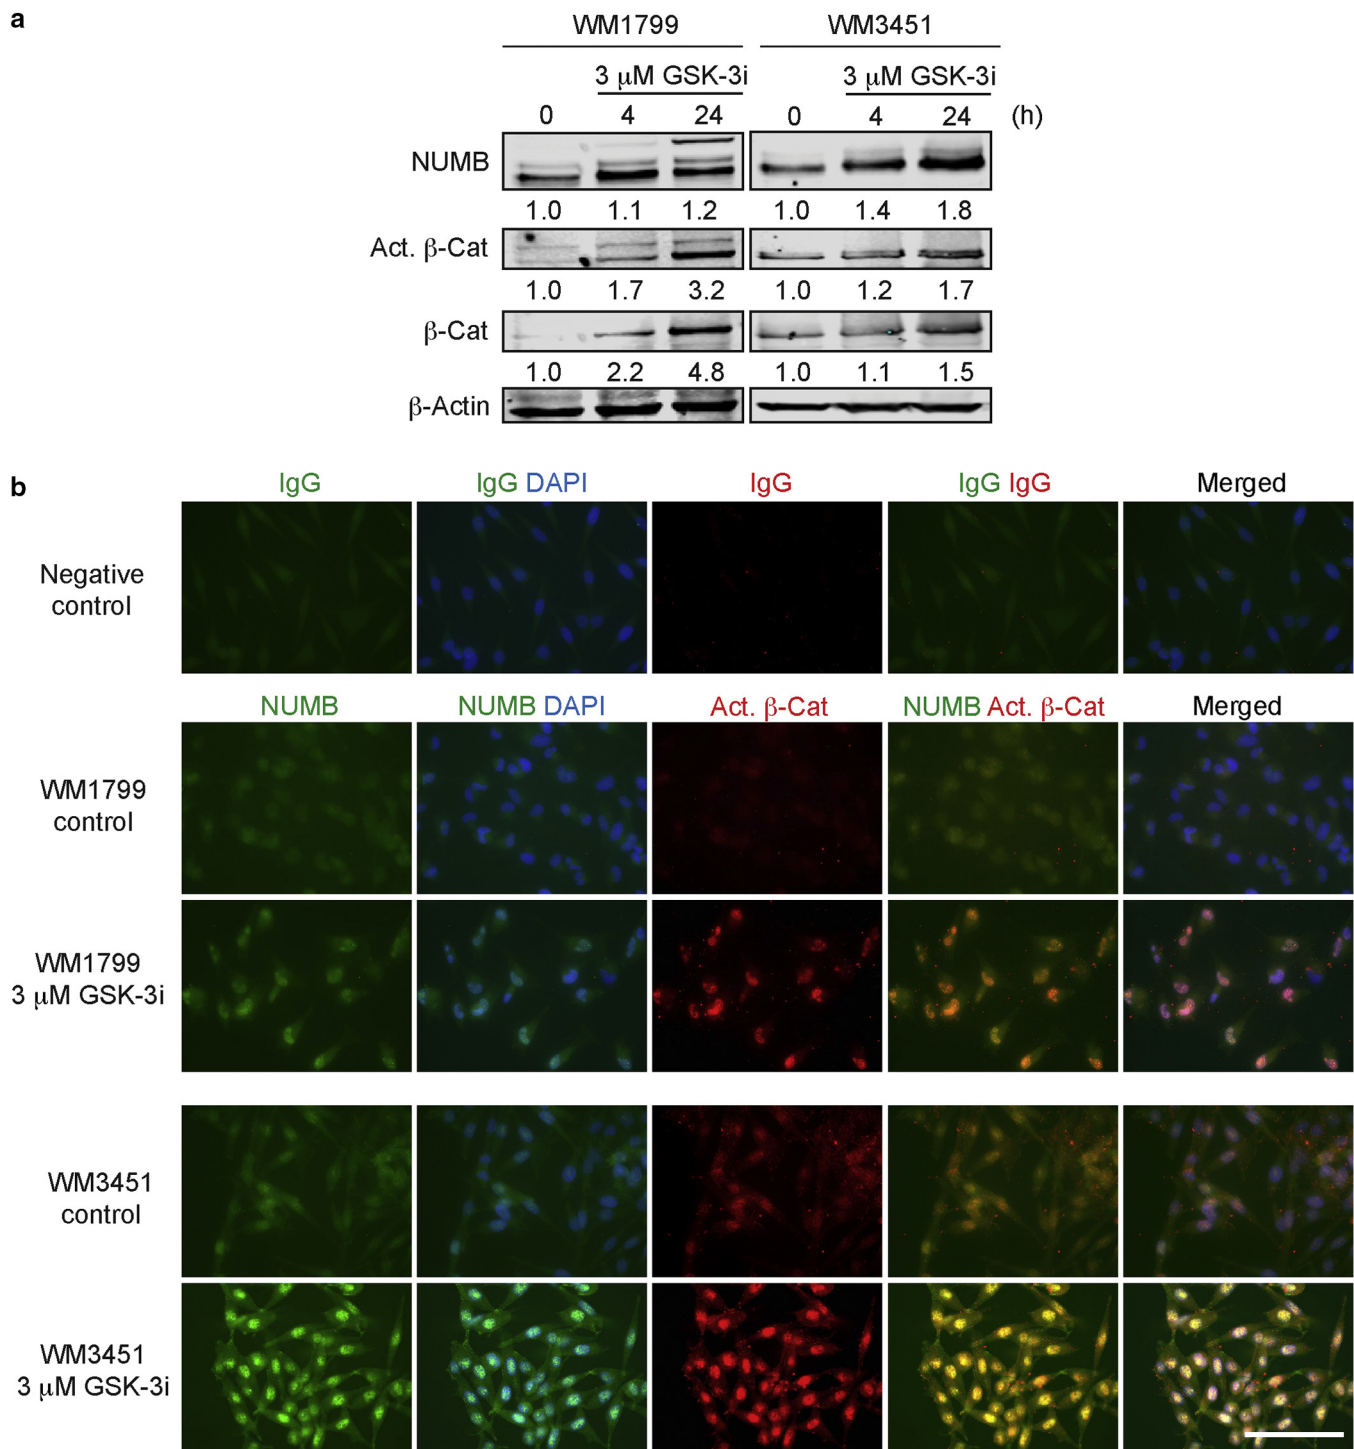 a
WM1799 WM3451
3 μM GSK-3i 3 μM GSK-3i
0 4 24 0 4 24 (h)
NUMB
1.0 1.1 1.2 1.0 1.4 1.8
Act. β-Cat
1.0 1.7 3.2 1.0 1.2 1.7
β-Cat
1.0 2.2 4.8 1.0 1.1 1.5
β-Actin
b
IgG IgG DAPI IgG IgG IgG Merged
Negative
control
NUMB NUMB DAPI Act. β-Cat NUMB Act. β-Cat Merged
WM1799
control
WM1799
3 μM GSK-3i
WM3451
control
WM3451
3 μM GSK-3i